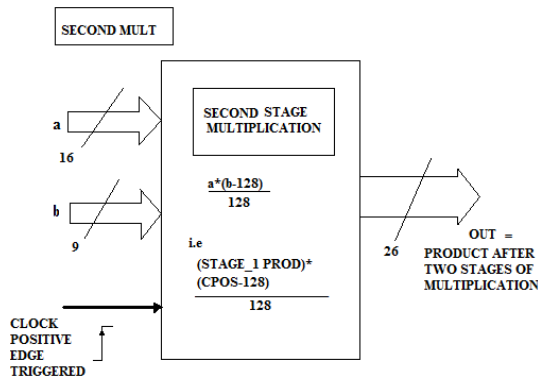 SECOND MULT
a
16
b
9
CLOCK
POSITIVE
EDGE
TRIGGERED
SECOND STAGE
MULTIPLICATION
a*(b-128)
128
i.e
(STAGE_1 PROD)*
(CPOS-128)
128
26
OUT =
PRODUCT AFTER
TWO STAGES OF
MULTIPLICATION